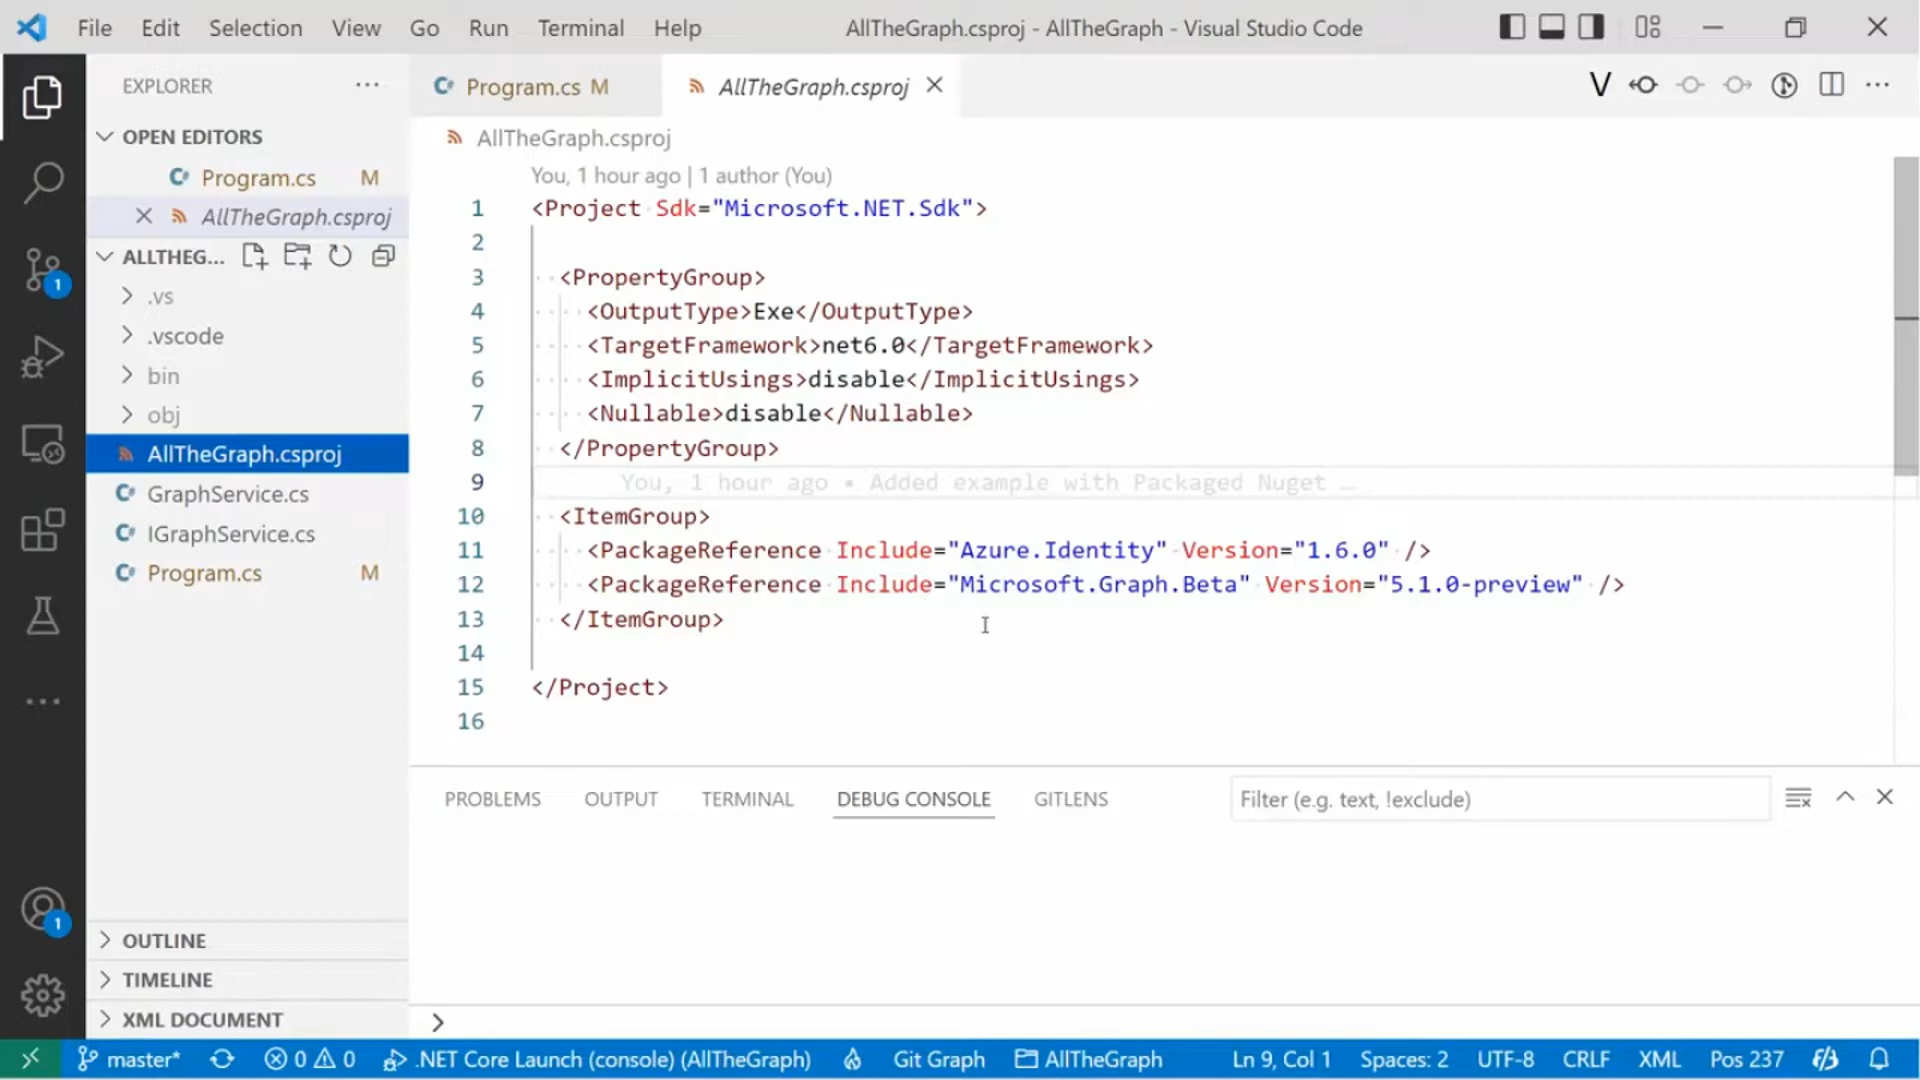 File Edit Selection View Go Run Terminal Help AllTheGraph.csproj - AllTheGraph - Visual Studio Code
EXPLORER
OPEN EDITORS
Program.cs M
AllTheGraph.csproj
ALLTHEG...
.vs
.vscode
bin
obj
AllTheGraph.csproj
GraphService.cs
IGraphService.cs
Program.cs M
OUTLINE
TIMELINE
XML DOCUMENT
Program.cs M AllTheGraph.csproj
AllTheGraph.csproj
You, 1 hour ago | 1 author (You)
1 <Project Sdk="Microsoft.NET.Sdk">
2
3 <PropertyGroup>
4 <OutputType>Exe</OutputType>
5 <TargetFramework>net6.0</TargetFramework>
6 <ImplicitUsings>disable</ImplicitUsings>
7 <Nullable>disable</Nullable>
8 </PropertyGroup>
9 You, 1 hour ago • Added example with Packaged Nuget …
10 <ItemGroup>
11 <PackageReference Include="Azure.Identity" Version="1.6.0" />
12 <PackageReference Include="Microsoft.Graph.Beta" Version="5.1.0-preview" />
13 </ItemGroup>
14
15 </Project>
16
PROBLEMS OUTPUT TERMINAL DEBUG CONSOLE GITLENS Filter (e.g. text, !exclude)
1
1
master* 0 0 .NET Core Launch (console) (AllTheGraph) Git Graph AllTheGraph Ln 9, Col 1 Spaces: 2 UTF-8 CRLF XML Pos 237